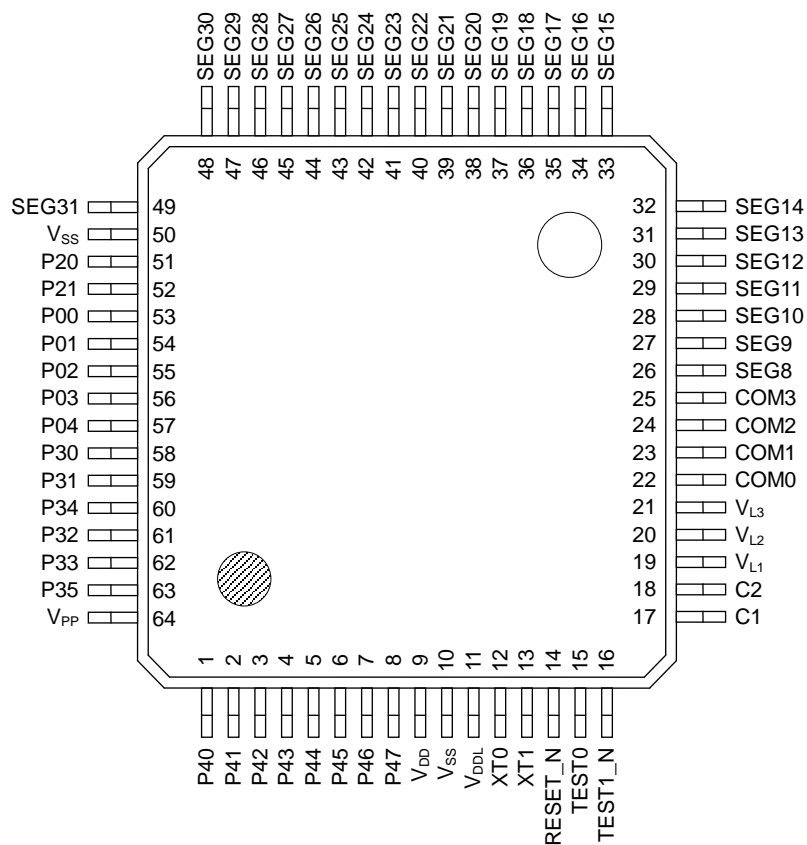 SEG30 SEG29 SEG28 SEG27 SEG26 SEG25 SEG24 SEG23 SEG22 SEG21 SEG20 SEG19 SEG18 SEG17 SEG16 SEG15
48 47 46 45 44 43 42 41 40 39 38 37 36 35 34 33
SEG31 49
VSS 50
P20 51
P21 52
P00 53
P01 54
P02 55
P03 56
P04 57
P30 58
P31 59
P34 60
P32 61
P33 62
P35 63
VPP 64
32 SEG14
31 SEG13
30 SEG12
29 SEG11
28 SEG10
27 SEG9
26 SEG8
25 COM3
24 COM2
23 COM1
22 COM0
21 VL3
20 VL2
19 VL1
18 C2
17 C1
1 2 3 4 5 6 7 8 9 10 11 12 13 14 15 16
P40 P41 P42 P43 P44 P45 P46 P47 VDD VSS VDDL XT0 XT1 RESET_N TEST0 TEST1_N